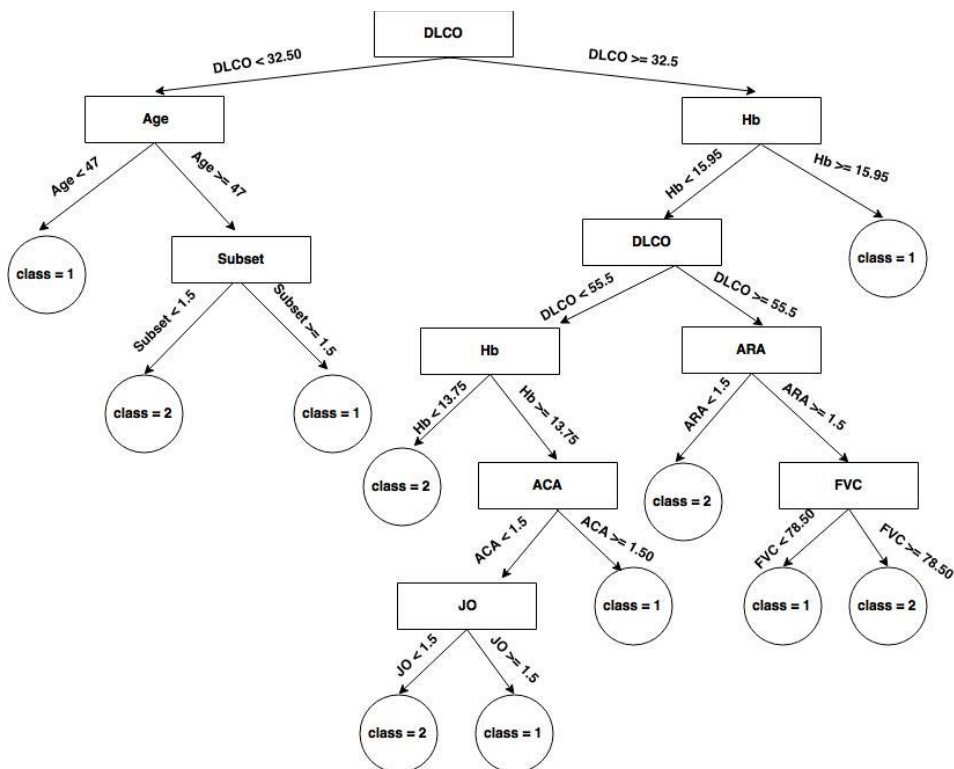 DLCO
DLCO < 32.50
DLCO >= 32.5
Age
Hb
Age < 47
Age >= 47
Hb < 15.95
Hb >= 15.95
class = 1
Subset
DLCO
class = 1
Subset < 1.5
Subset >= 1.5
DLCO < 55.5
DLCO >= 55.5
Hb
ARA
class = 2
class = 1
Hb < 13.75
Hb >= 13.75
ARA < 1.5
ARA >= 1.5
class = 2
ACA
class = 2
FVC
ACA < 1.5
ACA >= 1.50
FVC < 78.50
FVC >= 78.50
JO
class = 1
class = 1
class = 2
JO < 1.5
JO >= 1.5
class = 2
class = 1